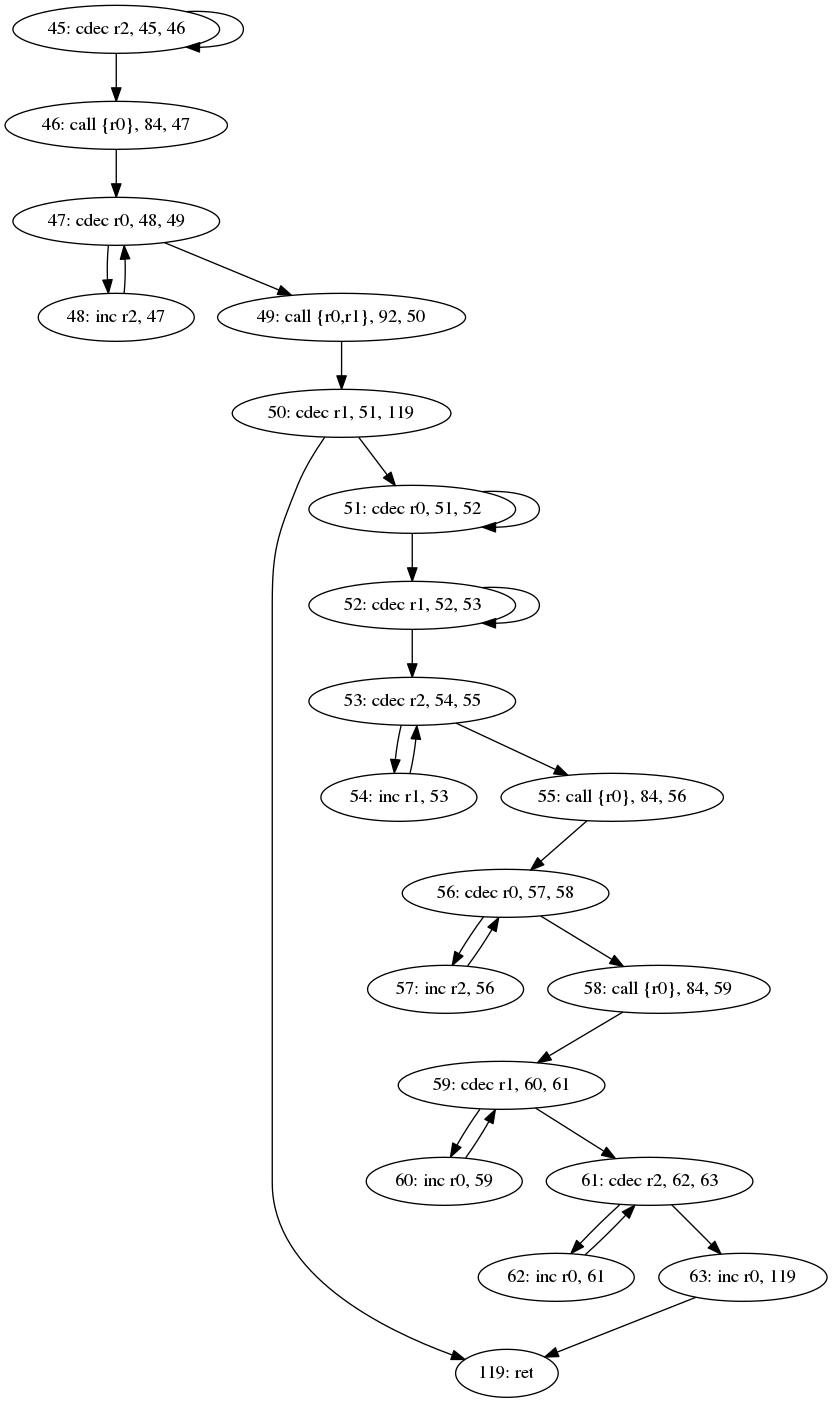 45: cdec r2, 45, 46
46: call {r0}, 84, 47
47: cdec r0, 48, 49
48: inc r2, 47
49: call {r0,r1}, 92, 50
50: cdec r1, 51, 119
51: cdec r0, 51, 52
52: cdec r1, 52, 53
53: cdec r2, 54, 55
54: inc r1, 53
55: call {r0}, 84, 56
56: cdec r0, 57, 58
57: inc r2, 56
58: call {r0}, 84, 59
59: cdec r1, 60, 61
60: inc r0, 59
61: cdec r2, 62, 63
62: inc r0, 61
63: inc r0, 119
119: ret